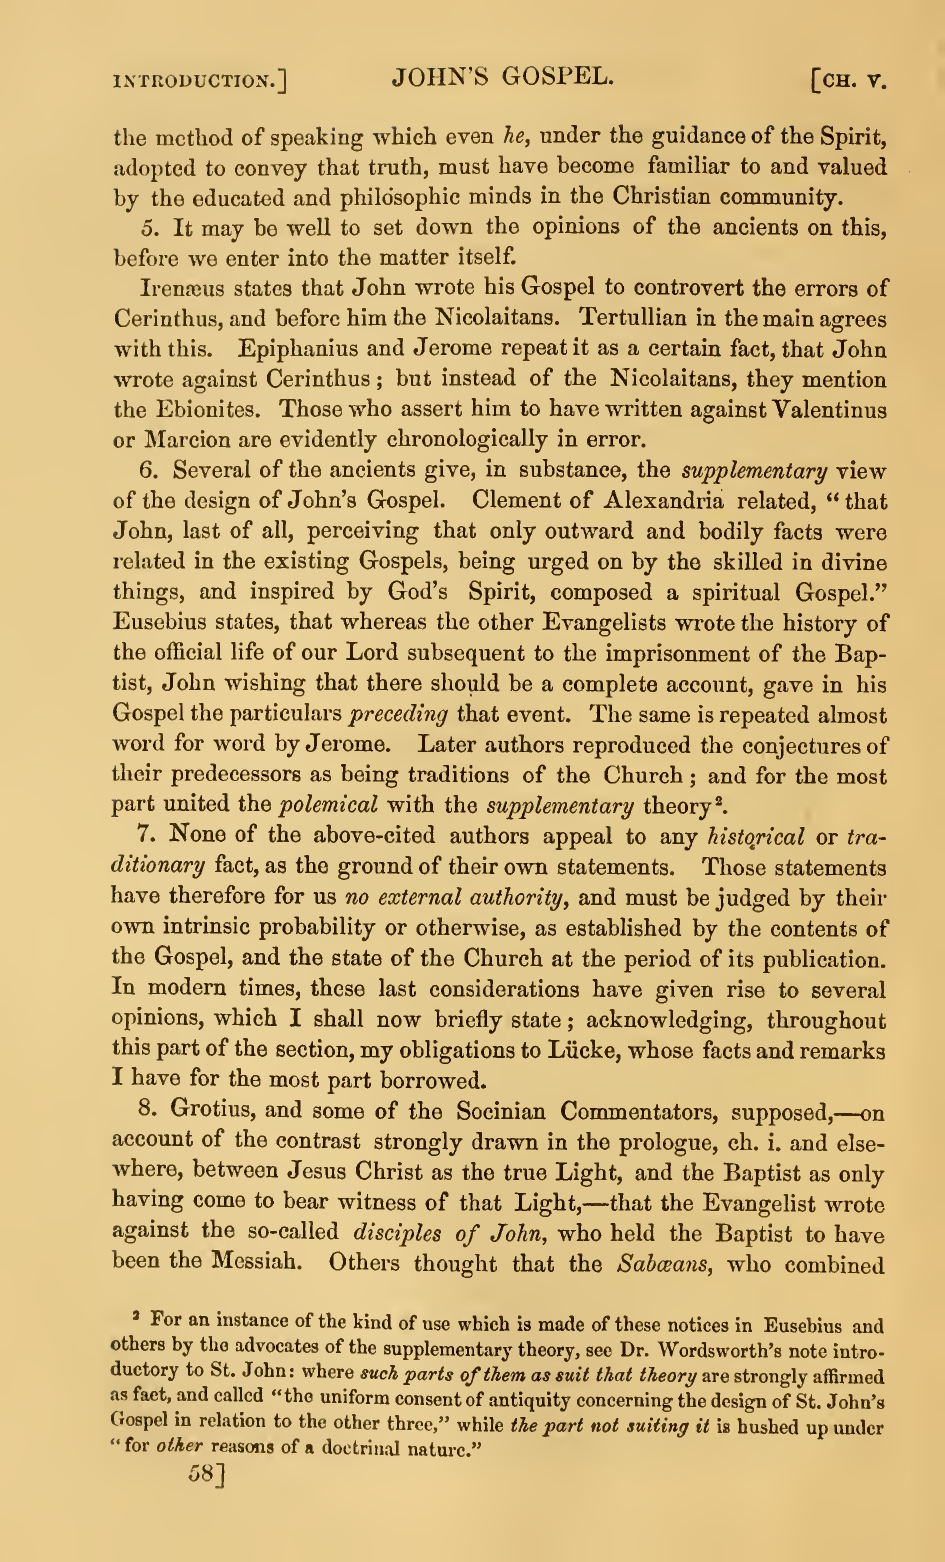 INTRODUCTION.] JOHN'S GOSPEL. [CH. V.
the method of speaking which even he, under the guidance of the Spirit,
adopted to convey that truth, must have become familiar to and valued
by the educated and philosophic minds in the Christian community.
5. It may be well to set down the opinions of the ancients on this,
before we enter into the matter itself.
Irenæus states that John wrote his Gospel to controvert the errors of
Cerinthus, and before him the Nicolaitans. Tertullian in the main agrees
with this. Epiphanius and Jerome repeat it as a certain fact, that John
wrote against Cerinthus; but instead of the Nicolaitans, they mention
the Ebionites. Those who assert him to have written against Valentinus
or Marcion are evidently chronologically in error.
6. Several of the ancients give, in substance, the supplementary view
of the design of John's Gospel. Clement of Alexandria related, “that
John, last of all, perceiving that only outward and bodily facts were
related in the existing Gospels, being urged on by the skilled in divine
things, and inspired by God's Spirit, composed a spiritual Gospel.”
Eusebius states, that whereas the other Evangelists wrote the history of
the official life of our Lord subsequent to the imprisonment of the Bap-
tist, John wishing that there should be a complete account, gave in his
Gospel the particulars preceding that event. The same is repeated almost
word for word by Jerome. Later authors reproduced the conjectures of
their predecessors as being traditions of the Church; and for the most
part united the polemical with the supplementary theory².
7. None of the above-cited authors appeal to any historical or tra-
ditionary fact, as the ground of their own statements. Those statements
have therefore for us no external authority, and must be judged by their
own intrinsic probability or otherwise, as established by the contents of
the Gospel, and the state of the Church at the period of its publication.
In modern times, these last considerations have given rise to several
opinions, which I shall now briefly state; acknowledging, throughout
this part of the section, my obligations to Lücke, whose facts and remarks
I have for the most part borrowed.
8. Grotius, and some of the Socinian Commentators, supposed,—on
account of the contrast strongly drawn in the prologue, ch. i. and else-
where, between Jesus Christ as the true Light, and the Baptist as only
having come to bear witness of that Light,—that the Evangelist wrote
against the so-called disciples of John, who held the Baptist to have
been the Messiah. Others thought that the Sabæans, who combined
² For an instance of the kind of use which is made of these notices in Eusebius and
others by the advocates of the supplementary theory, see Dr. Wordsworth's note intro-
ductory to St. John: where such parts of them as suit that theory are strongly affirmed
as fact, and called “the uniform consent of antiquity concerning the design of St. John's
Gospel in relation to the other three,” while the part not suiting it is hushed up under
“for other reasons of a doctrinal nature.”
58]